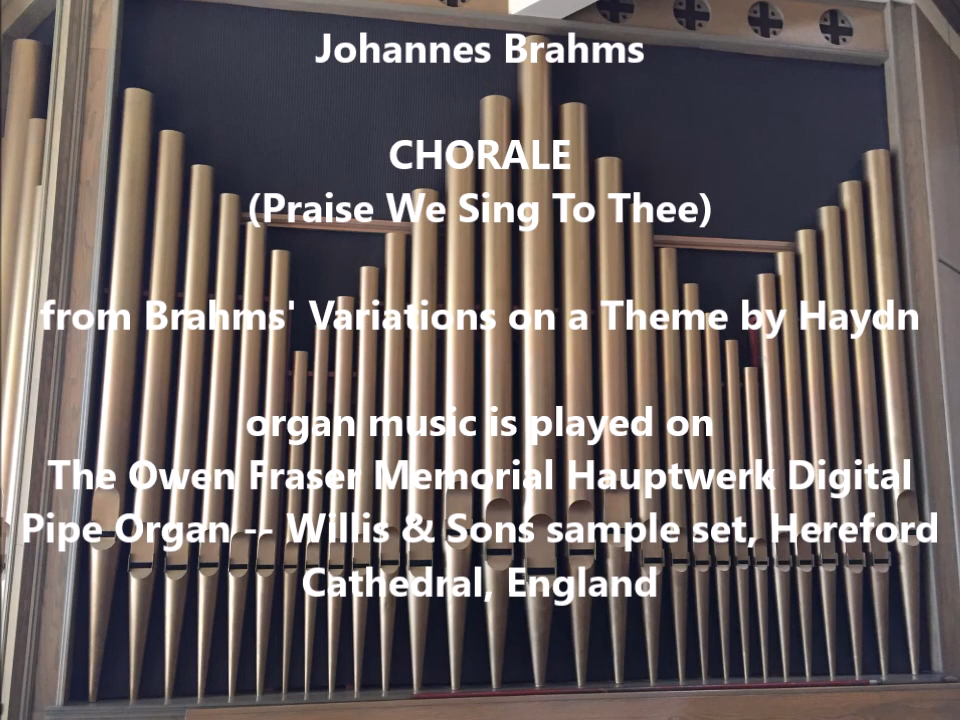 Johannes Brahms
CHORALE
(Praise We Sing To Thee)
from Brahms' Variations on a Theme by Haydn
organ music is played on
The Owen Fraser Memorial Hauptwerk Digital
Pipe Organ -- Willis & Sons sample set, Hereford
Cathedral, England